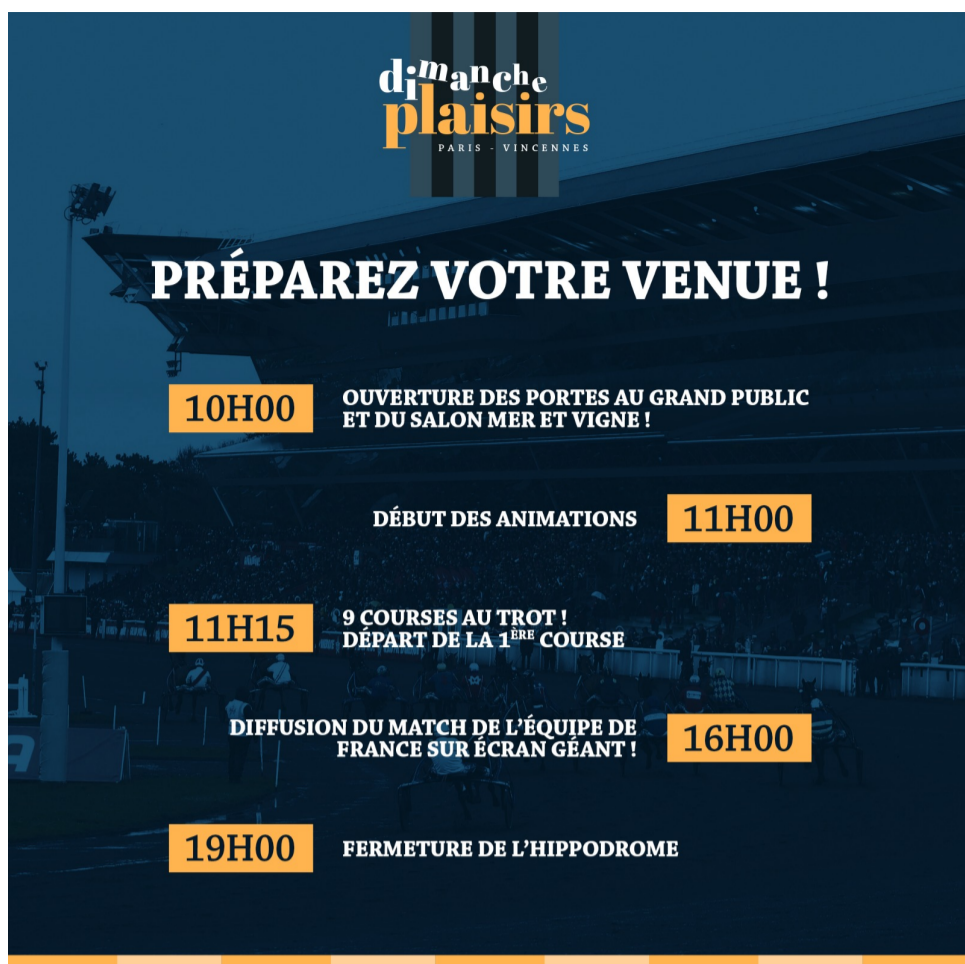 dimanche
plaisirs
PARIS - VINCENNES
PRÉPAREZ VOTRE VENUE !
10H00
OUVERTURE DES PORTES AU GRAND PUBLIC
ET DU SALON MER ET VIGNE !
DÉBUT DES ANIMATIONS
11H00
11H15
9 COURSES AU TROT !
DÉPART DE LA 1ÈRE COURSE
DIFFUSION DU MATCH DE L’ÉQUIPE DE
FRANCE SUR ÉCRAN GÉANT !
16H00
19H00
FERMETURE DE L’HIPPODROME